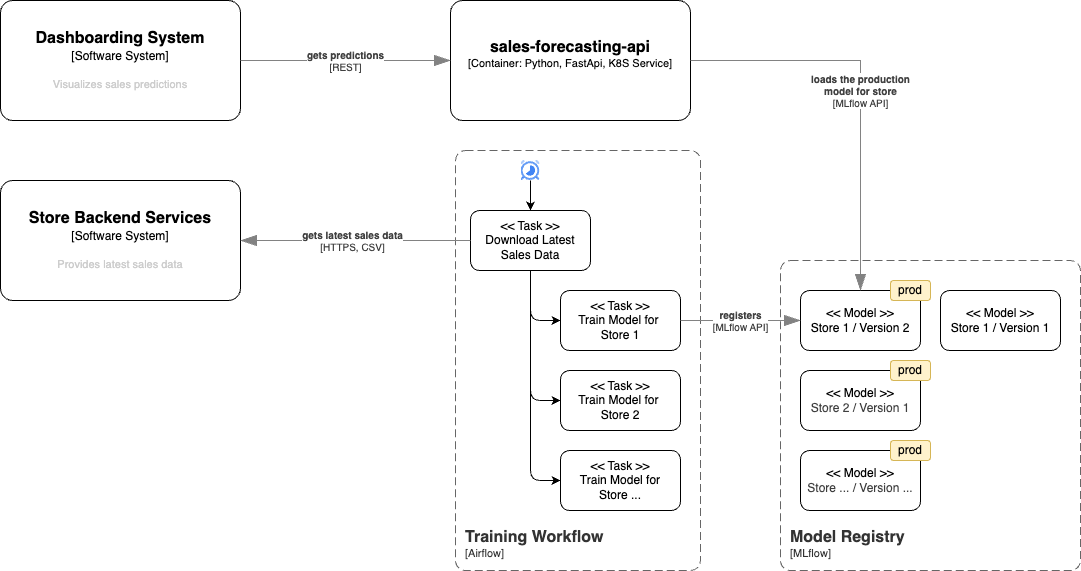 Dashboarding System
[Software System]
Visualizes sales predictions
gets predictions
[REST]
sales-forecasting-api
[Container: Python, FastApi, K8S Service]
loads the production
model for store
[MLflow API]
Store Backend Services
[Software System]
Provides latest sales data
gets latest sales data
[HTTPS, CSV]
<< Task >>
Download Latest
Sales Data
<< Task >>
Train Model for
Store 1
<< Task >>
Train Model for
Store 2
<< Task >>
Train Model for
Store ...
Training Workflow
[Airflow]
registers
[MLflow API]
prod
<< Model >>
Store 1 / Version 2
<< Model >>
Store 1 / Version 1
prod
<< Model >>
Store 2 / Version 1
prod
<< Model >>
Store ... / Version ...
Model Registry
[MLflow]